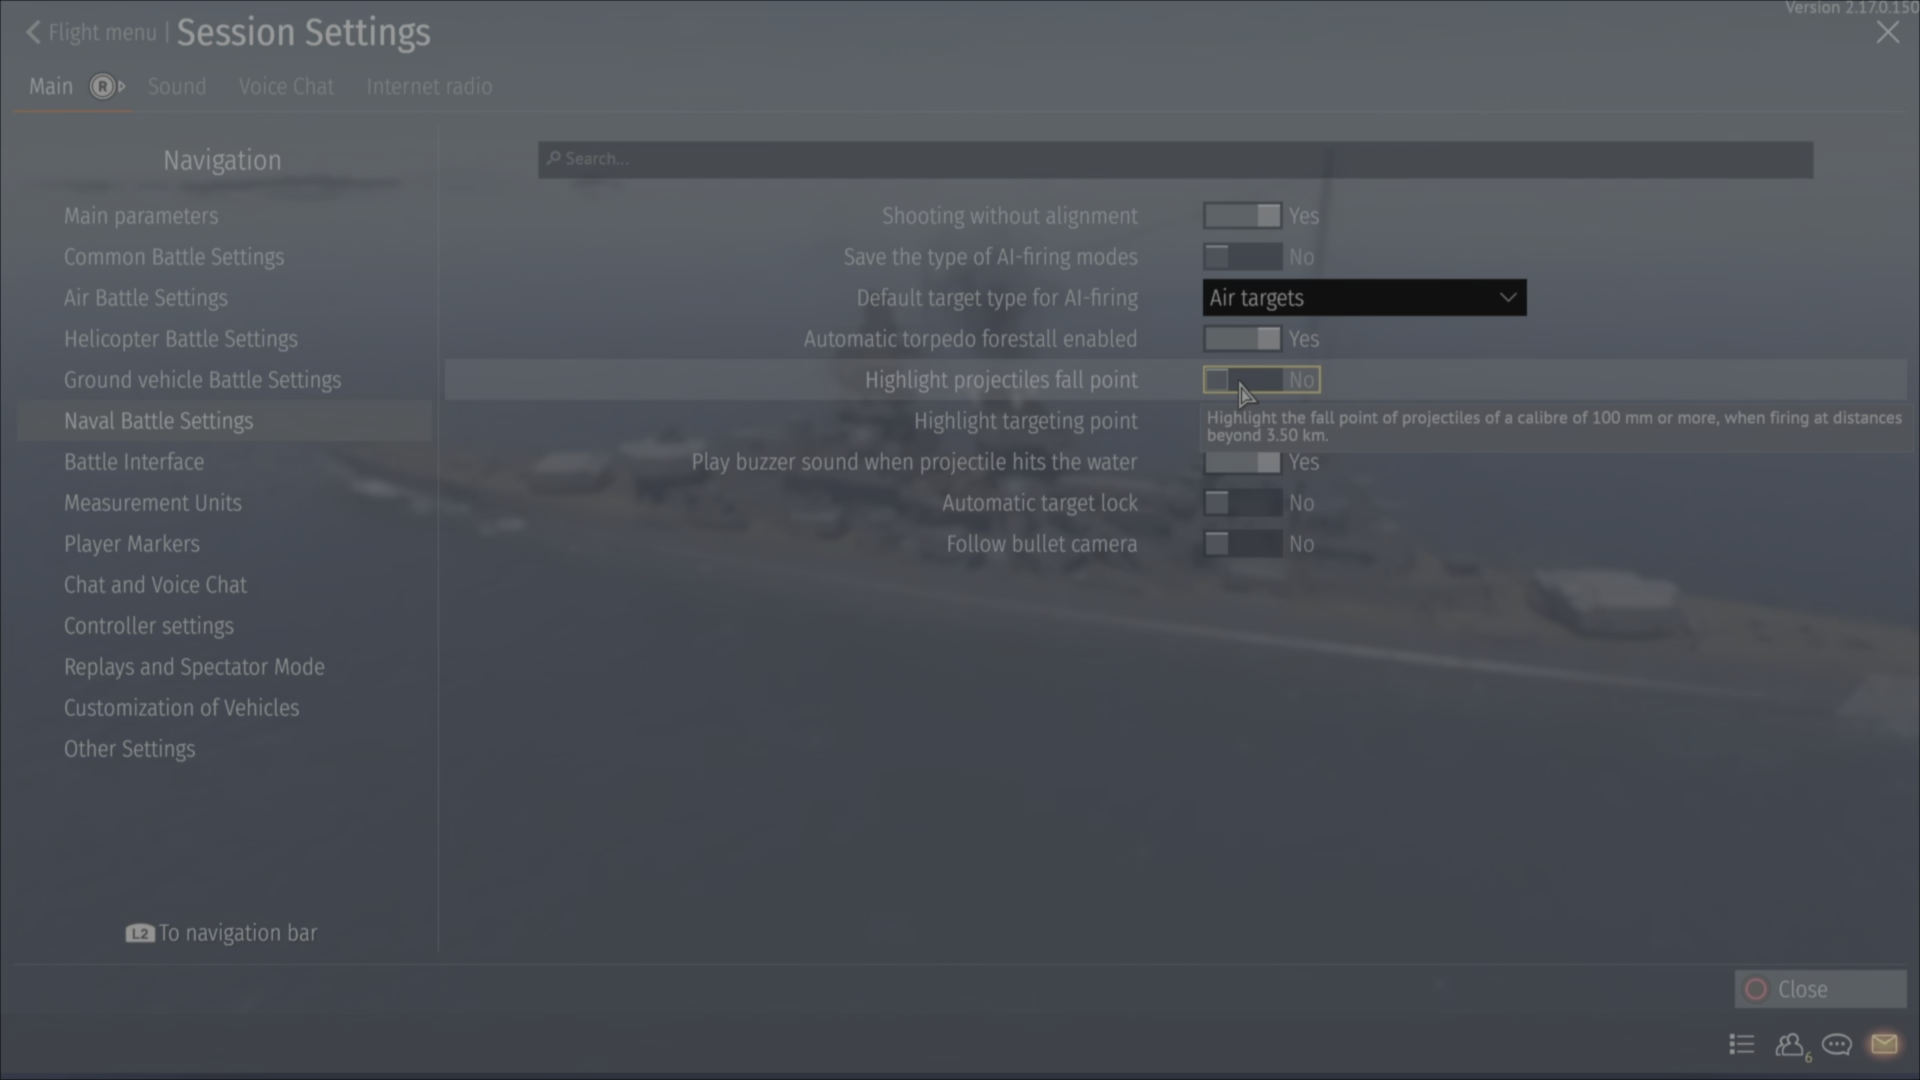 Version 2.17.0.150
Flight menu | Session Settings
Main R Sound Voice Chat Internet radio
Navigation
Search...
Main parameters
Common Battle Settings
Air Battle Settings
Helicopter Battle Settings
Ground vehicle Battle Settings
Naval Battle Settings
Battle Interface
Measurement Units
Player Markers
Chat and Voice Chat
Controller settings
Replays and Spectator Mode
Customization of Vehicles
Other Settings
L2 To navigation bar
Shooting without alignment Yes
Save the type of AI-firing modes No
Default target type for AI-firing Air targets
Automatic torpedo forestall enabled Yes
Highlight projectiles fall point No
Highlight targeting point
Highlight the fall point of projectiles of a calibre of 100 mm or more, when firing at distances
beyond 3.50 km.
Play buzzer sound when projectile hits the water Yes
Automatic target lock No
Follow bullet camera No
Close
6